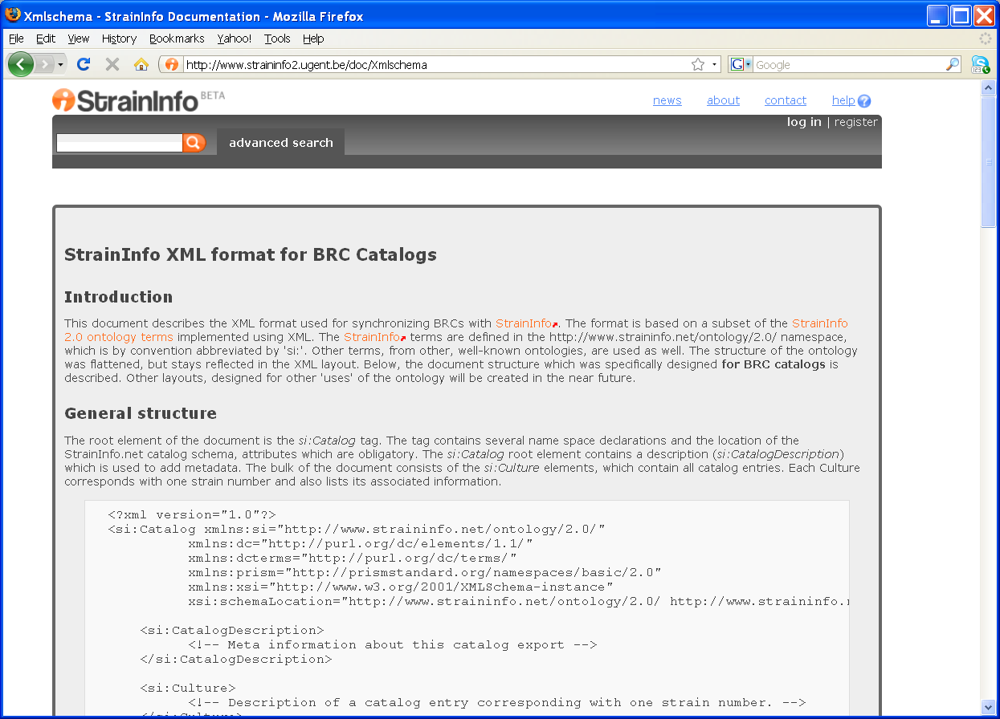 Xmlschema - StrainInfo Documentation - Mozilla Firefox
File Edit View History Bookmarks Yahoo! Tools Help
http://www.straininfo2.ugent.be/doc/Xmlschema
G Google
StrainInfo BETA
news about contact help ?
log in | register
advanced search
StrainInfo XML format for BRC Catalogs
Introduction
This document describes the XML format used for synchronizing BRCs with StrainInfo. The format is based on a subset of the StrainInfo
2.0 ontology terms implemented using XML. The StrainInfo terms are defined in the http://www.straininfo.net/ontology/2.0/ namespace,
which is by convention abbreviated by 'si:'. Other terms, from other, well-known ontologies, are used as well. The structure of the ontology
was flattened, but stays reflected in the XML layout. Below, the document structure which was specifically designed for BRC catalogs is
described. Other layouts, designed for other 'uses' of the ontology will be created in the near future.
General structure
The root element of the document is the si:Catalog tag. The tag contains several name space declarations and the location of the
StrainInfo.net catalog schema, attributes which are obligatory. The si:Catalog root element contains a description (si:CatalogDescription)
which is used to add metadata. The bulk of the document consists of the si:Culture elements, which contain all catalog entries. Each Culture
corresponds with one strain number and also lists its associated information.
<?xml version="1.0"?>
<si:Catalog xmlns:si="http://www.straininfo.net/ontology/2.0/"
xmlns:dc="http://purl.org/dc/elements/1.1/"
xmlns:dcterms="http://purl.org/dc/terms/"
xmlns:prism="http://prismstandard.org/namespaces/basic/2.0"
xmlns:xsi="http://www.w3.org/2001/XMLSchema-instance"
xsi:schemaLocation="http://www.straininfo.net/ontology/2.0/ http://www.straininfo.
<si:CatalogDescription>
<!-- Meta information about this catalog export -->
</si:CatalogDescription>
<si:Culture>
<!-- Description of a catalog entry corresponding with one strain number. -->
</si:Culture>